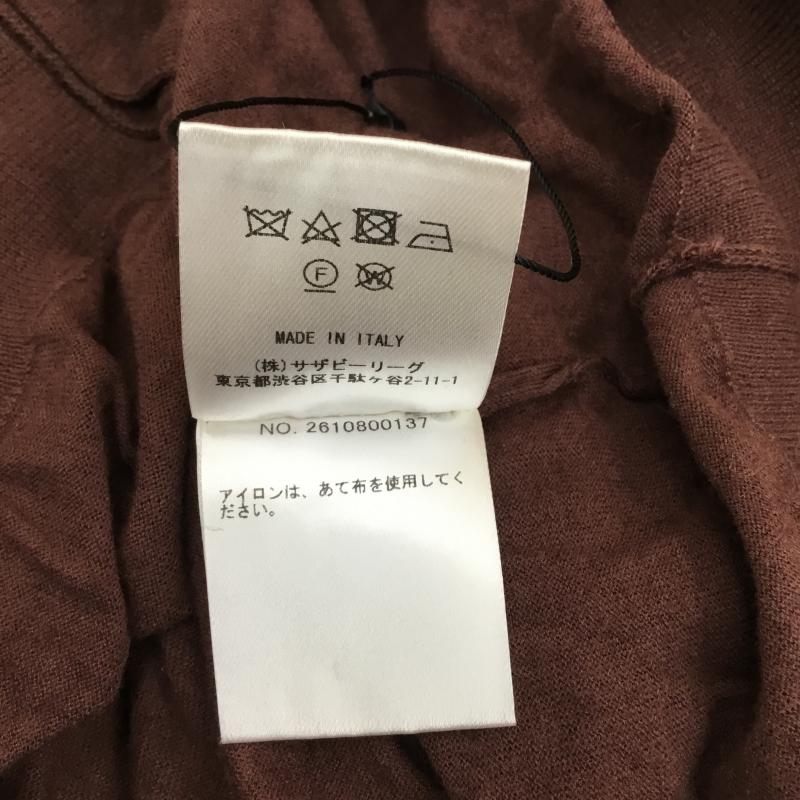 F
W
MADE IN ITALY
(株)サザビーリーグ
東京都渋谷区千駄ヶ谷2-11-1
NO. 2610800137
アイロンは、あて布を使用してく
ださい。